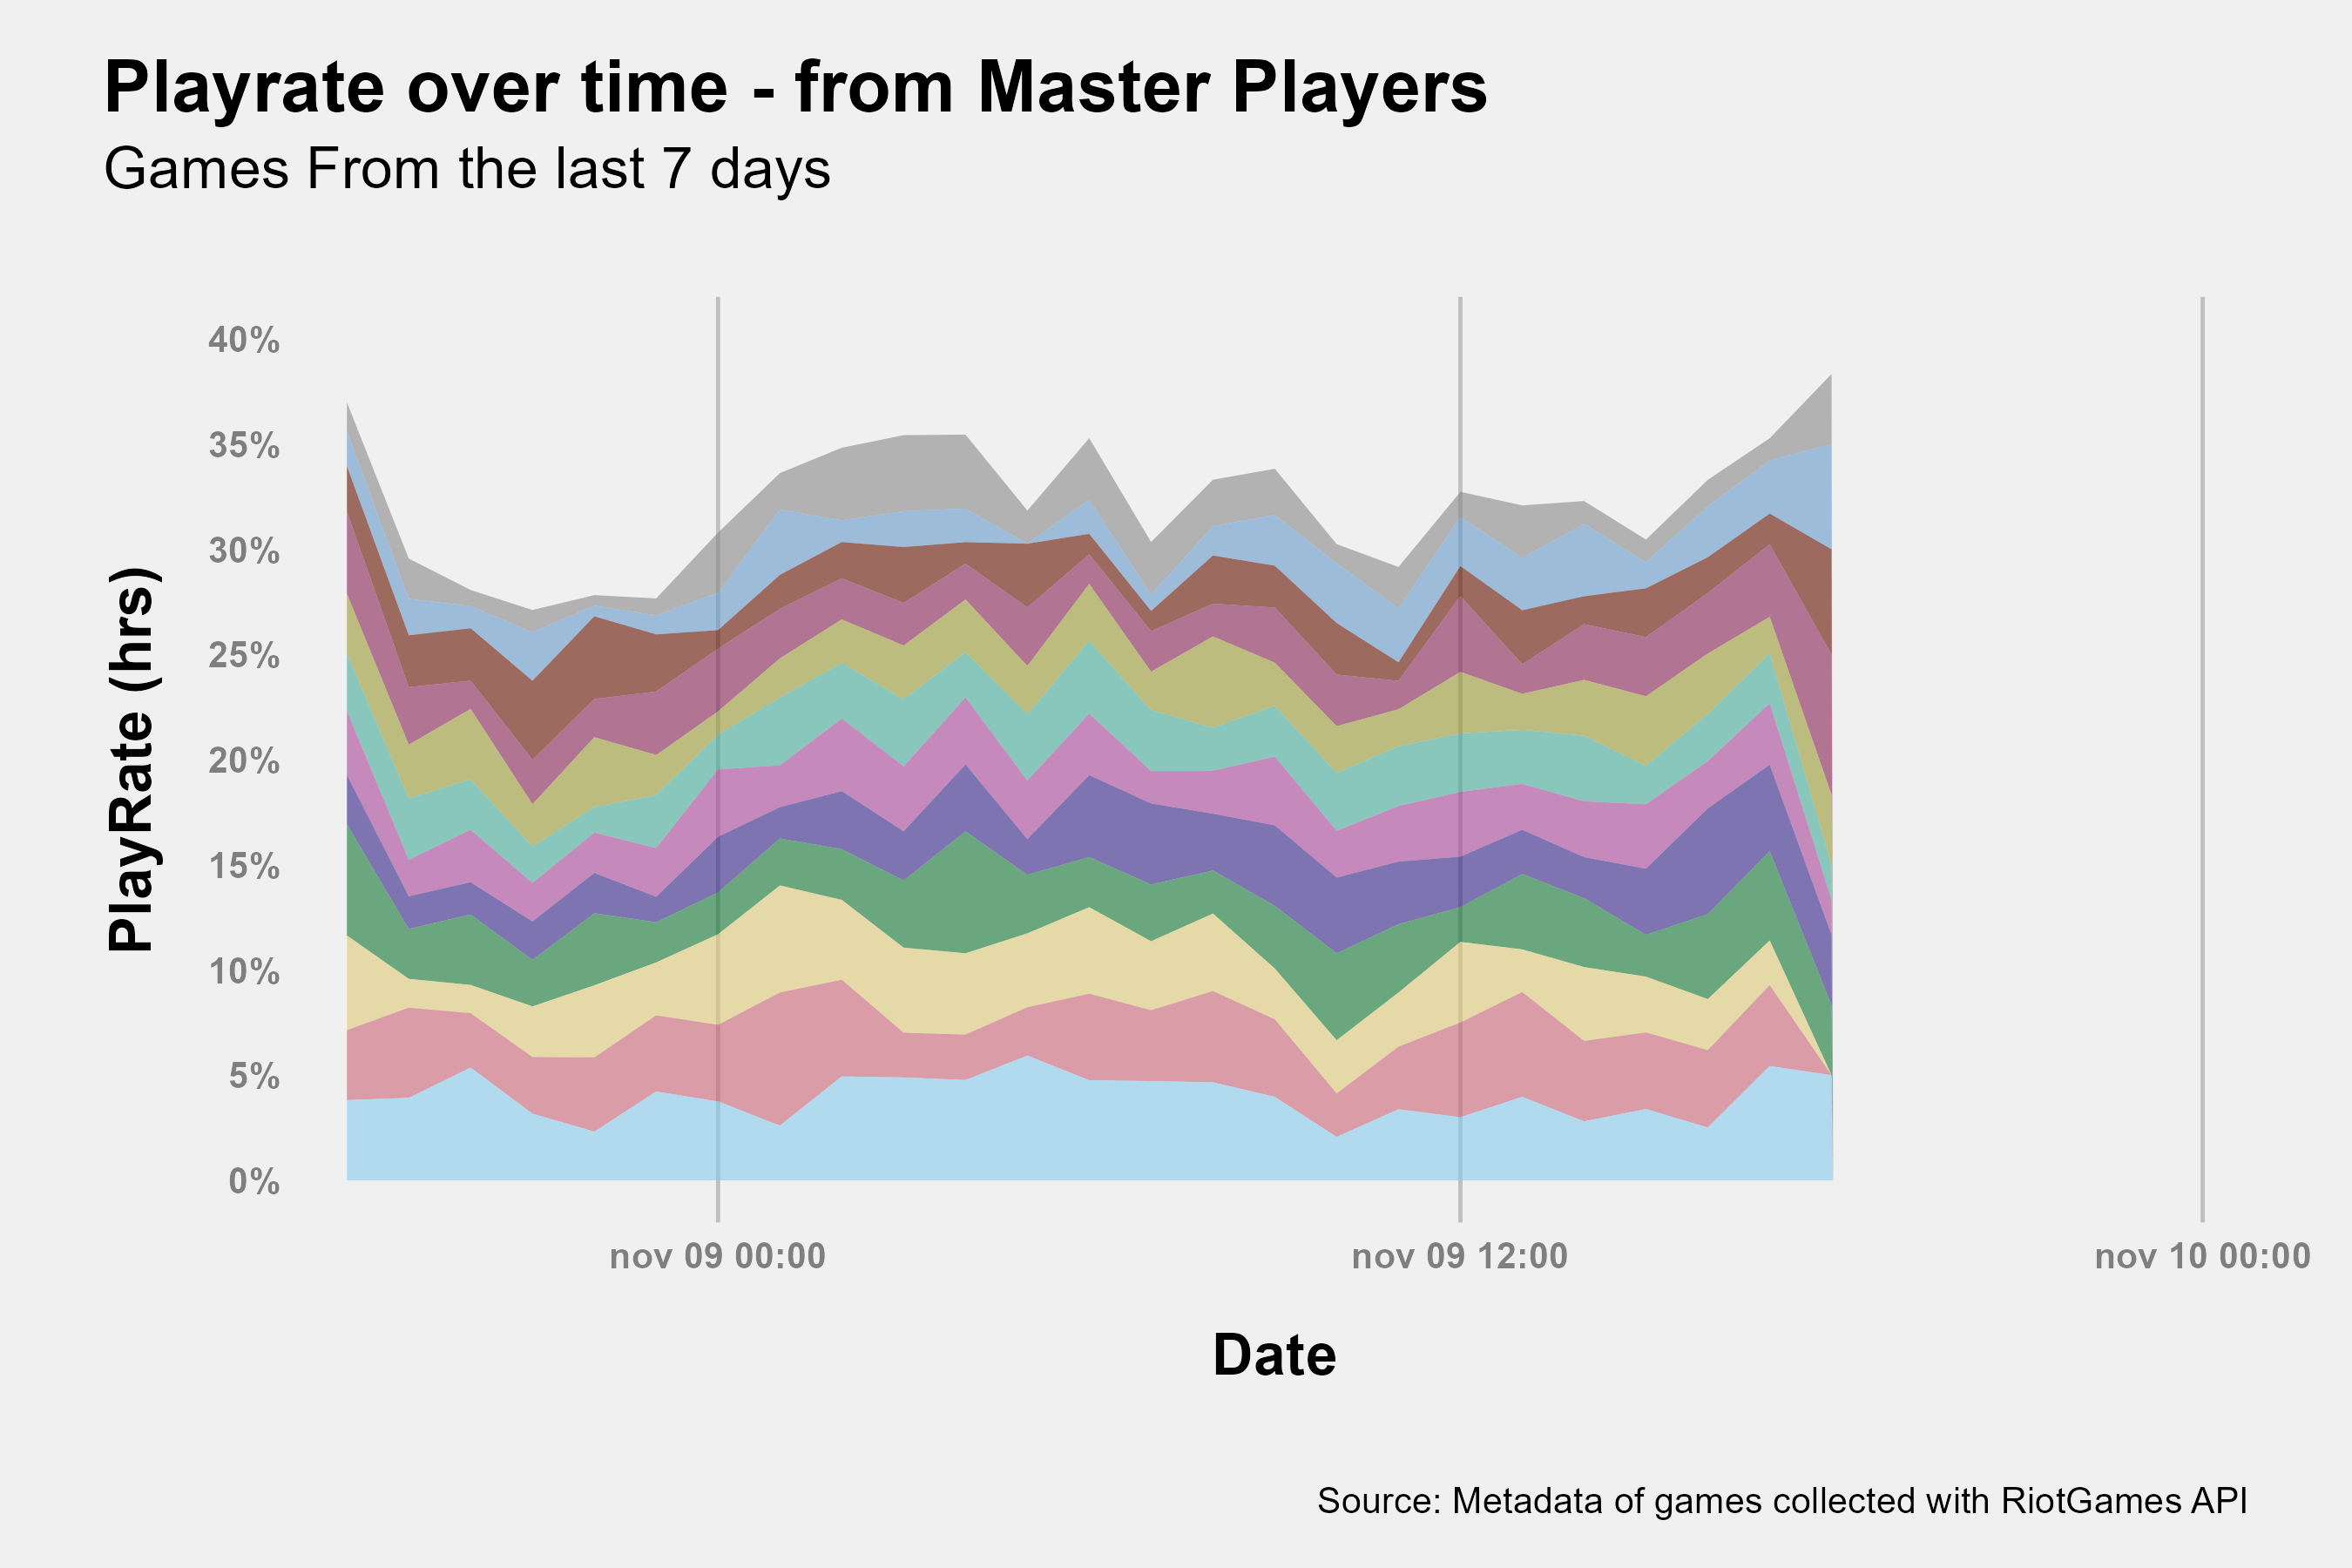 Playrate over time - from Master Players
Games From the last 7 days
PlayRate (hrs)
40%
35%
30%
25%
20%
15%
10%
5%
0%
nov 09 00:00
nov 09 12:00
nov 10 00:00
Date
Source: Metadata of games collected with RiotGames API